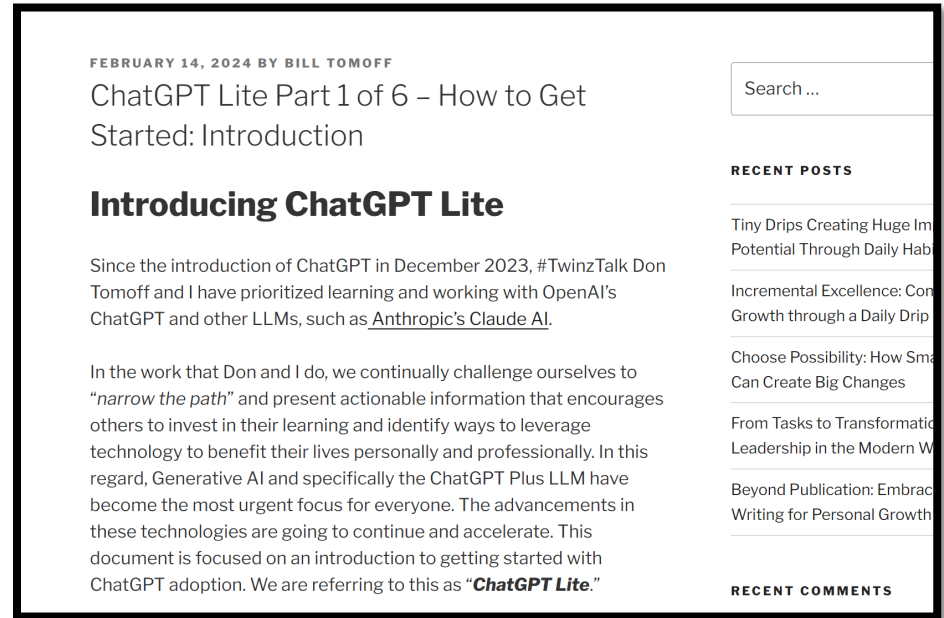 FEBRUARY 14, 2024 BY BILL TOMOFF
ChatGPT Lite Part 1 of 6 – How to Get
Started: Introduction
Introducing ChatGPT Lite
Since the introduction of ChatGPT in December 2023, #TwinzTalk Don
Tomoff and I have prioritized learning and working with OpenAI’s
ChatGPT and other LLMs, such as Anthropic’s Claude AI.
In the work that Don and I do, we continually challenge ourselves to
“narrow the path” and present actionable information that encourages
others to invest in their learning and identify ways to leverage
technology to benefit their lives personally and professionally. In this
regard, Generative AI and specifically the ChatGPT Plus LLM have
become the most urgent focus for everyone. The advancements in
these technologies are going to continue and accelerate. This
document is focused on an introduction to getting started with
ChatGPT adoption. We are referring to this as “ChatGPT Lite.”
Search …
RECENT POSTS
Tiny Drips Creating Huge
Potential Through Daily
Incremental Excellence:
Growth through a Daily Drip
Choose Possibility: How
Can Create Big Changes
From Tasks to
Leadership in the Modern
Beyond Publication:
Writing for Personal Growth
RECENT COMMENTS